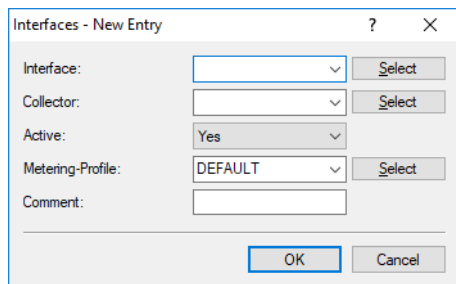 Interfaces - New Entry ?
Interface: Select
Collector: Select
Active: Yes
Metering-Profile: DEFAULT Select
Comment:
OK Cancel